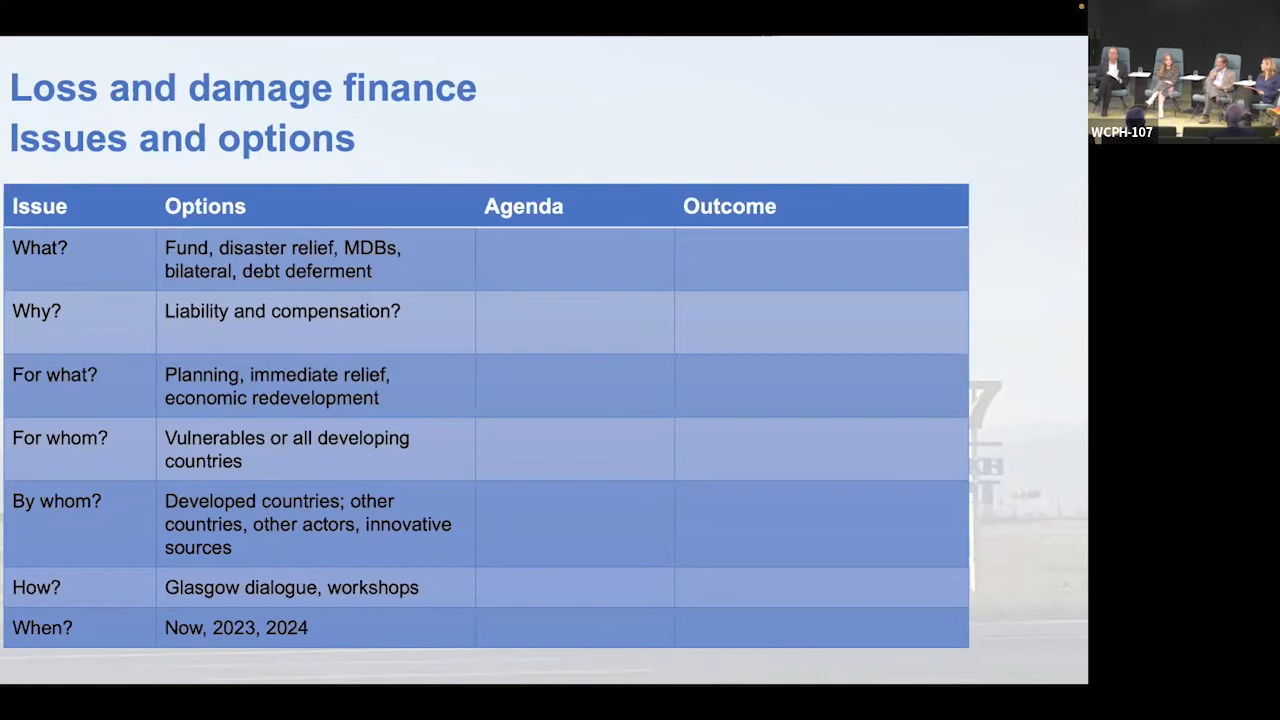 Loss and damage finance
Issues and options
Issue Options Agenda Outcome
What? Fund, disaster relief, MDBs,
bilateral, debt deferment
Why? Liability and compensation?
For what? Planning, immediate relief,
economic redevelopment
For whom? Vulnerables or all developing
countries
By whom? Developed countries; other
countries, other actors, innovative
sources
How? Glasgow dialogue, workshops
When? Now, 2023, 2024
WCPH-107